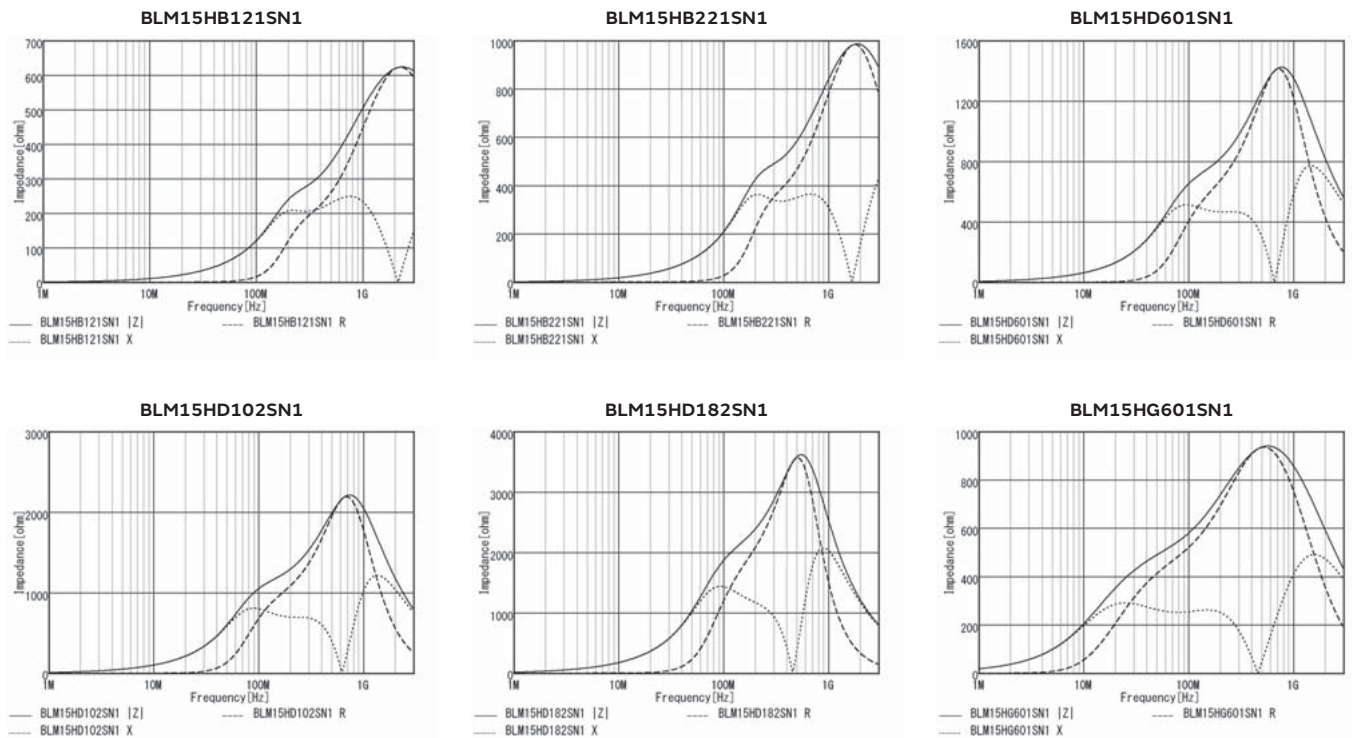 BLM15HB121SN1
700
600
500
400
300
200
100
0
Impedance[ohm]
1M 10M 100M 1G
Frequency[Hz]
BLM15HB121SN1 |Z| BLM15HB121SN1 R
BLM15HB121SN1 X
BLM15HB221SN1
1000
800
600
400
200
0
Impedance[ohm]
1M 10M 100M 1G
Frequency[Hz]
BLM15HB221SN1 |Z| BLM15HB221SN1 R
BLM15HB221SN1 X
BLM15HD601SN1
1600
1200
800
400
0
Impedance[ohm]
1M 10M 100M 1G
Frequency[Hz]
BLM15HD601SN1 |Z| BLM15HD601SN1 R
BLM15HD601SN1 X
BLM15HD102SN1
3000
2000
1000
0
Impedance[ohm]
1M 10M 100M 1G
Frequency[Hz]
BLM15HD102SN1 |Z| BLM15HD102SN1 R
BLM15HD102SN1 X
BLM15HD182SN1
4000
3000
2000
1000
0
Impedance[ohm]
1M 10M 100M 1G
Frequency[Hz]
BLM15HD182SN1 |Z| BLM15HD182SN1 R
BLM15HD182SN1 X
BLM15HG601SN1
1000
800
600
400
200
0
Impedance[ohm]
1M 10M 100M 1G
Frequency[Hz]
BLM15HG601SN1 |Z| BLM15HG601SN1 R
BLM15HG601SN1 X